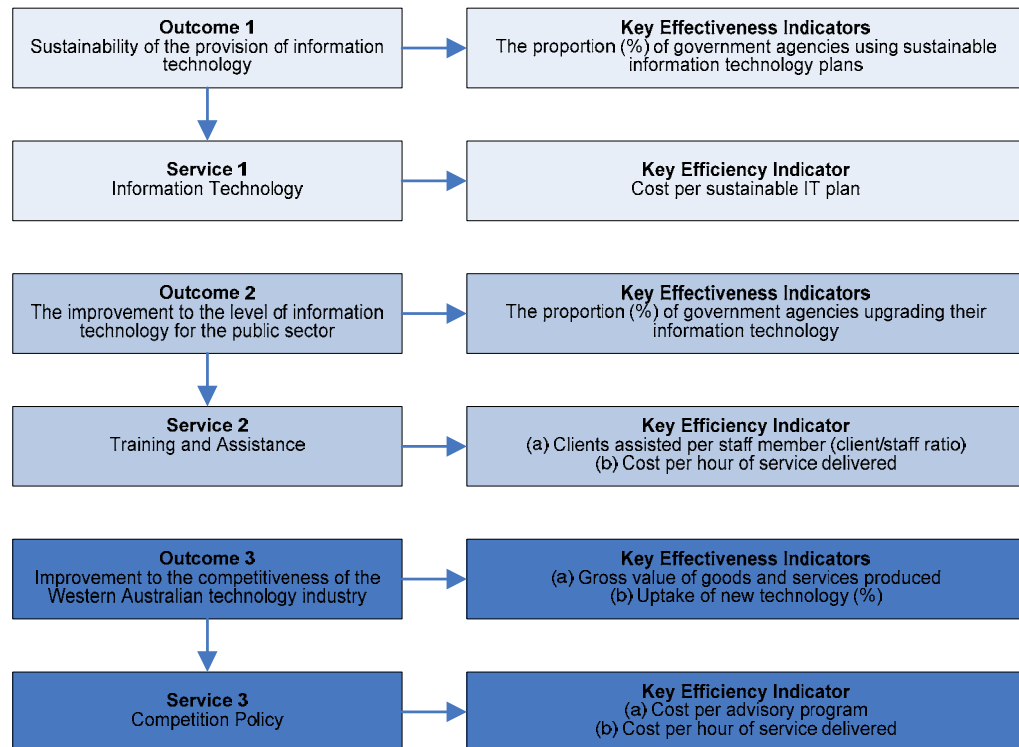 Outcome 1
Sustainability of the provision of information
technology
Key Effectiveness Indicators
The proportion (%) of government agencies using sustainable
information technology plans
Service 1
Information Technology
Key Efficiency Indicator
Cost per sustainable IT plan
Outcome 2
The improvement to the level of information
technology for the public sector
Key Effectiveness Indicators
The proportion (%) of government agencies upgrading their
information technology
Service 2
Training and Assistance
Key Efficiency Indicator
(a) Clients assisted per staff member (client/staff ratio)
(b) Cost per hour of service delivered
Outcome 3
Improvement to the competitiveness of the
Western Australian technology industry
Key Effectiveness Indicators
(a) Gross value of goods and services produced
(b) Uptake of new technology (%)
Service 3
Competition Policy
Key Efficiency Indicator
(a) Cost per advisory program
(b) Cost per hour of service delivered